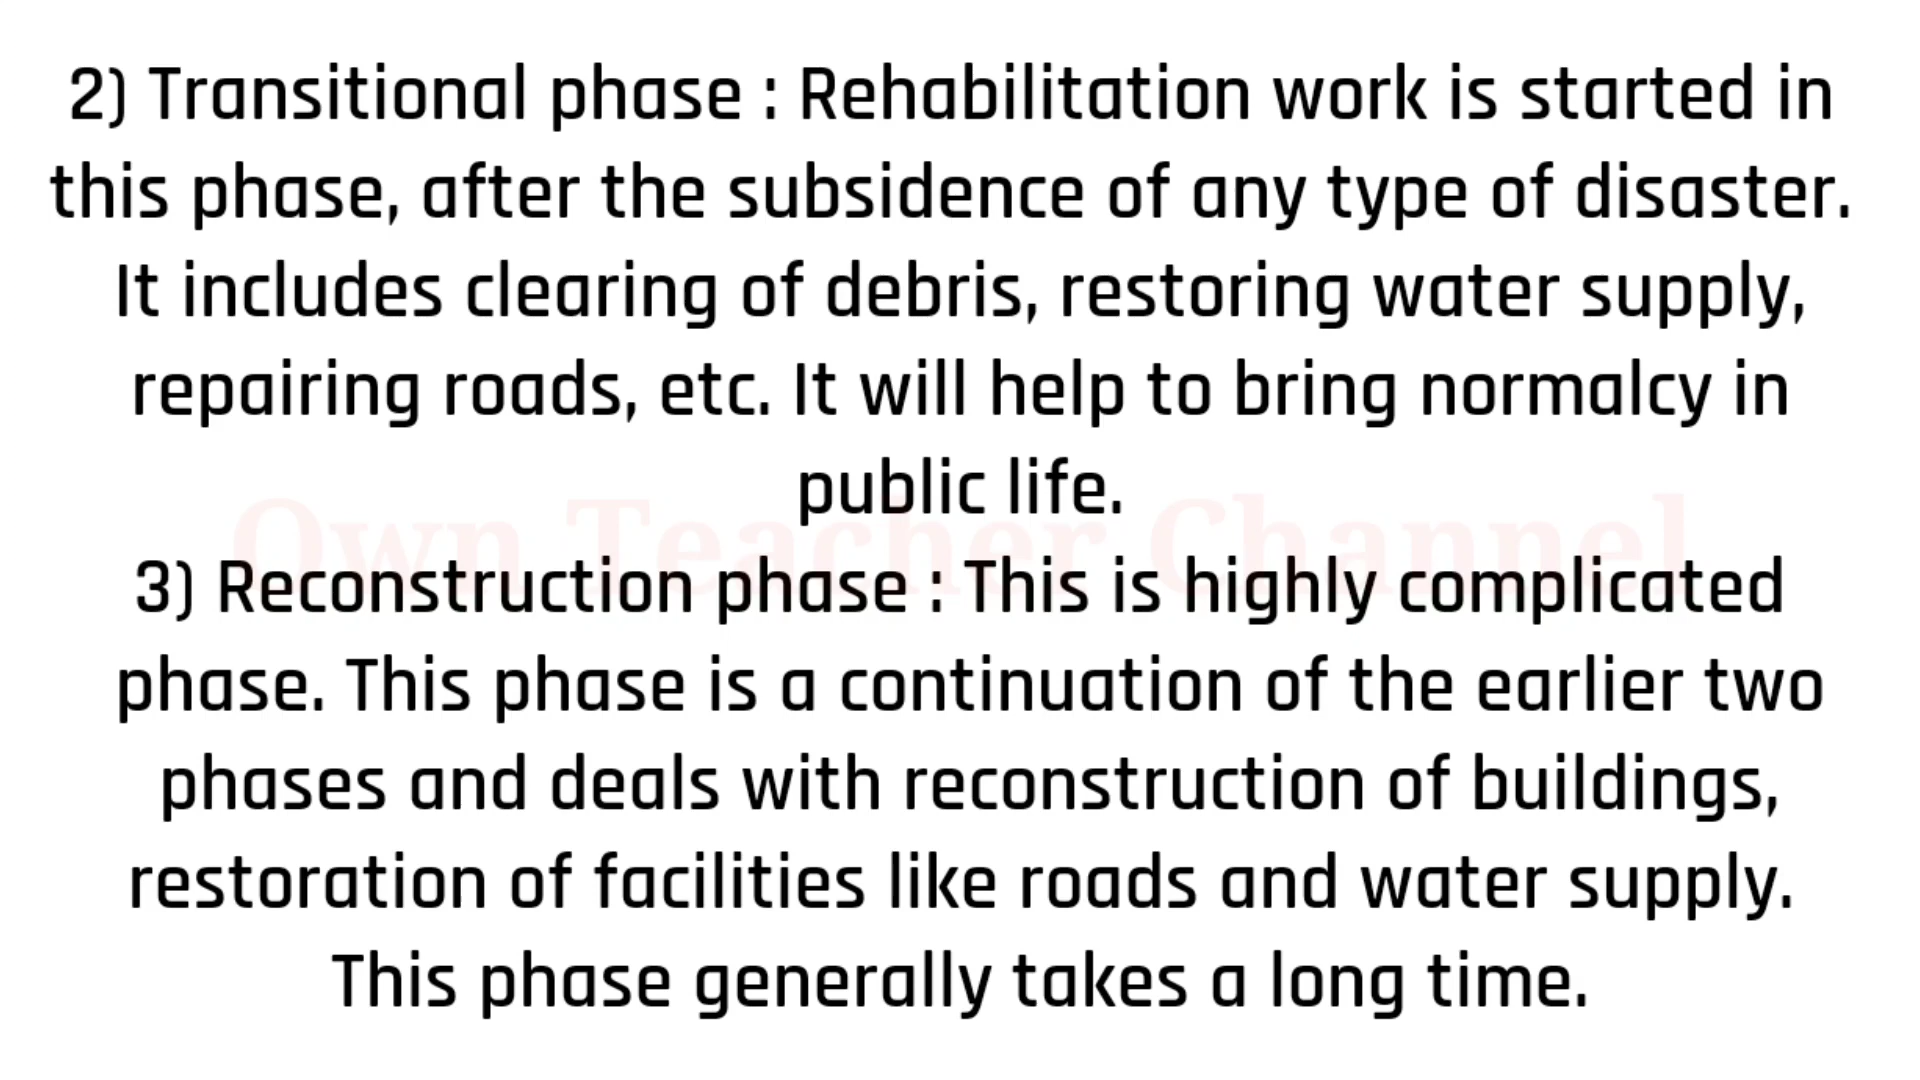 2) Transitional phase : Rehabilitation work is started in
this phase, after the subsidence of any type of disaster.
It includes clearing of debris, restoring water supply,
repairing roads, etc. It will help to bring normalcy in
public life.
Own Teacher Channel
3) Reconstruction phase : This is highly complicated
phase. This phase is a continuation of the earlier two
phases and deals with reconstruction of buildings,
restoration of facilities like roads and water supply.
This phase generally takes a long time.